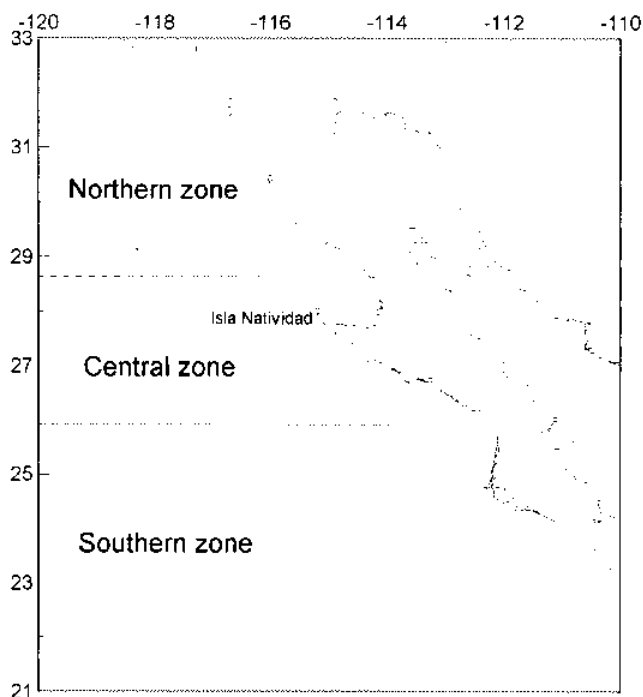 -120 -118 -116 -114 -112 -110
33
31
Northern zone
29
Isla Natividad
27
Central zone
25
Southern zone
23
21